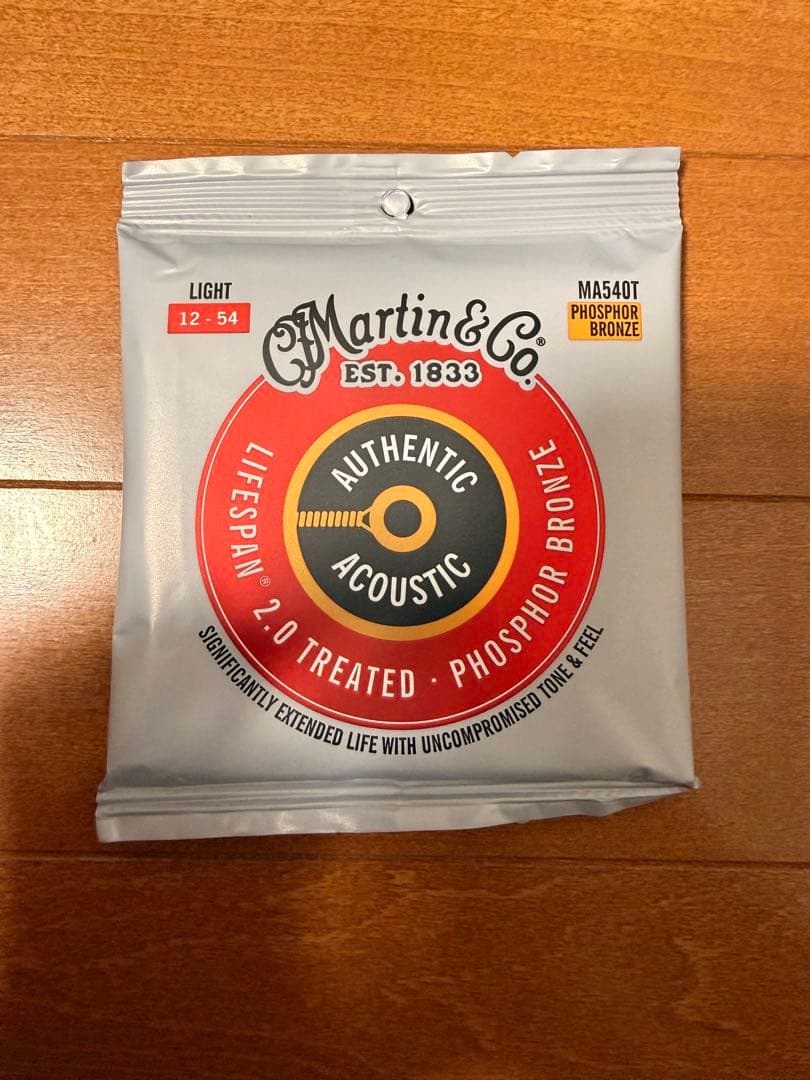 LIGHT
12 - 54
MA540T
PHOSPHOR
BRONZE
Martin & Co.®
EST. 1833
AUTHENTIC
ACOUSTIC
LIFESPAN® 2.0 TREATED · PHOSPHOR BRONZE
SIGNIFICANTLY EXTENDED LIFE WITH UNCOMPROMISED TONE & FEEL